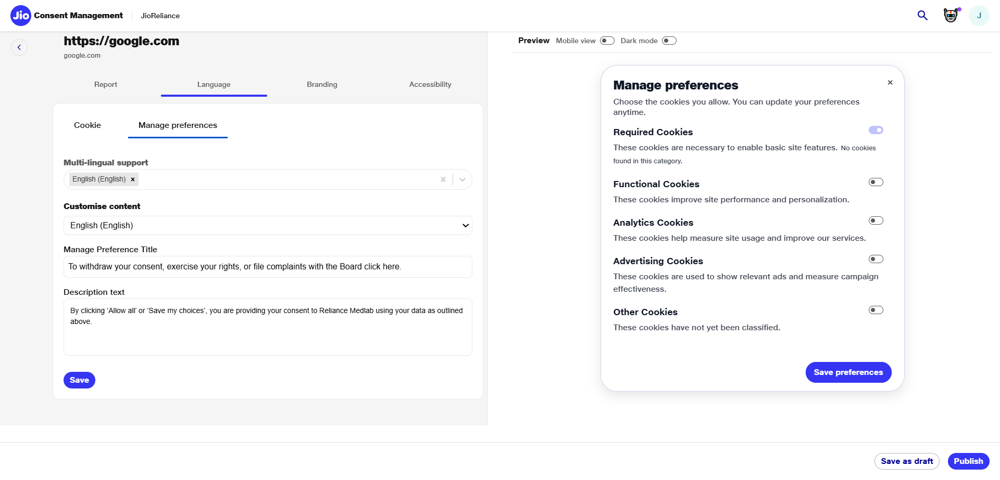 Jio Consent Management JioReliance J
https://google.com
google.com
Report Language Branding Accessibility
Cookie Manage preferences
Multi-lingual support
English (English) ×
Customise content
English (English)
Manage Preference Title
To withdraw your consent, exercise your rights, or file complaints with the Board click here.
Description text
By clicking ‘Allow all’ or ’Save my choices’, you are providing your consent to Reliance Medlab using your data as outlined
above.
Save
Preview Mobile view Dark mode
Manage preferences ×
Choose the cookies you allow. You can update your preferences
anytime.
Required Cookies
These cookies are necessary to enable basic site features. No cookies
found in this category.
Functional Cookies
These cookies improve site performance and personalization.
Analytics Cookies
These cookies help measure site usage and improve our services.
Advertising Cookies
These cookies are used to show relevant ads and measure campaign
effectiveness.
Other Cookies
These cookies have not yet been classified.
Save preferences
Save as draft Publish